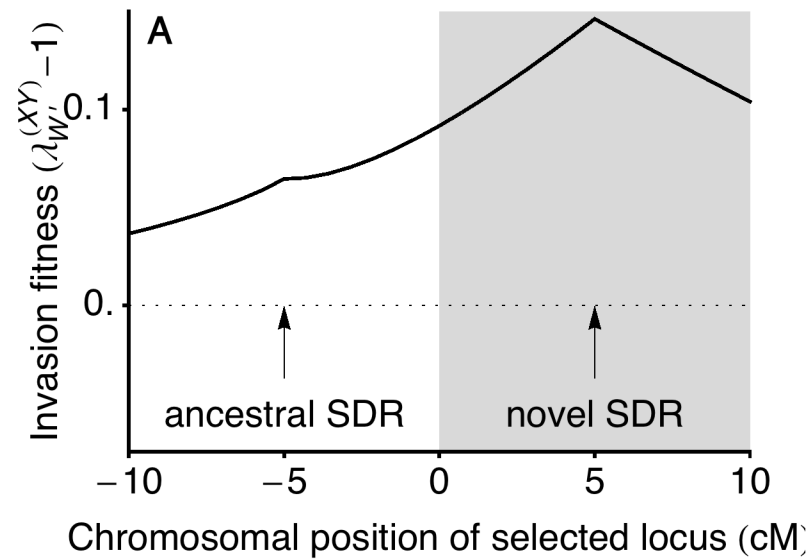 A
Invasion fitness (λ_{W'}^{(XY)} −1)
0.1
0.
ancestral SDR
novel SDR
−10
−5
0
5
10
Chromosomal position of selected locus (cM)